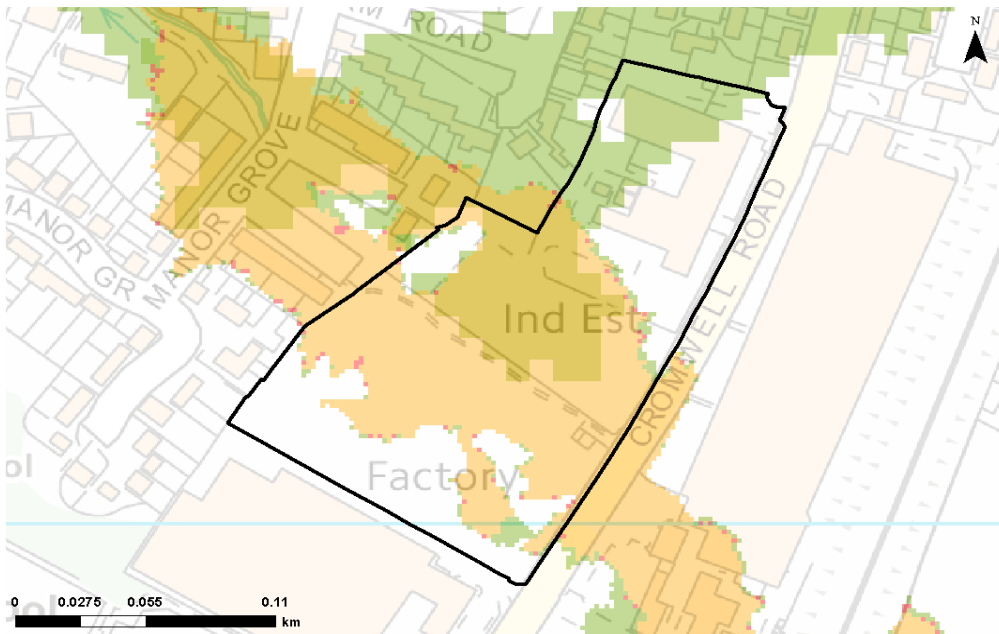 M ROAD
N
MANOR GROVE
MANOR GR
CROMWELL ROAD
Ind Est
ol
Factory
ool
0 0.0275 0.055 0.11
km